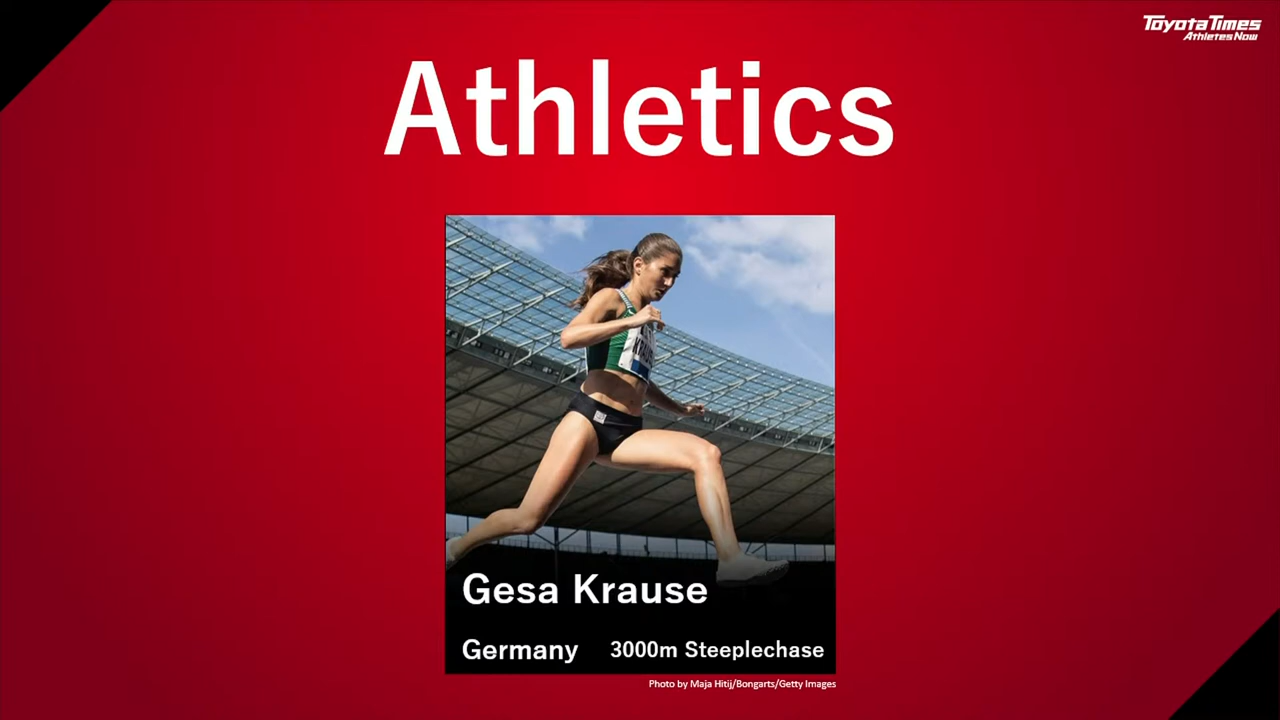 Toyota Times
Athletes Now
Athletics
Gesa Krause
Germany 3000m Steeplechase
Photo by Maja Hitij/Bongarts/Getty Images